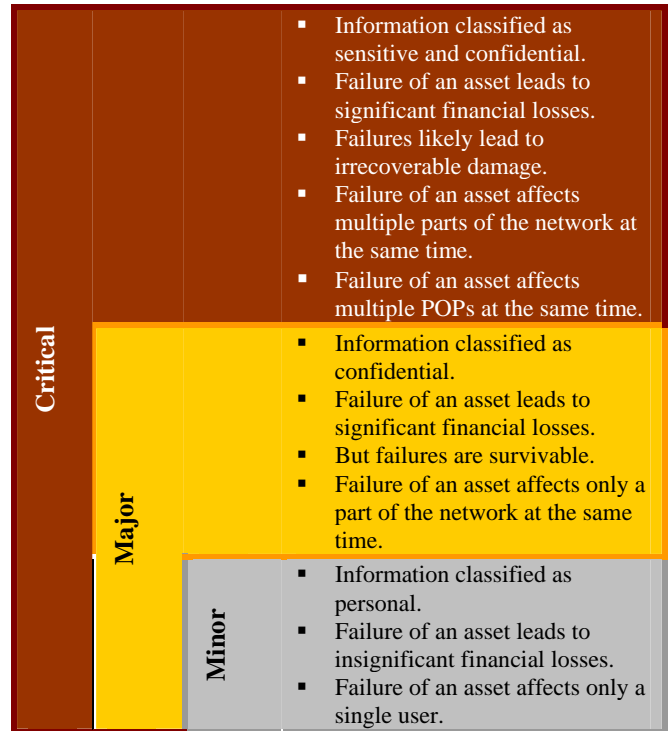 Critical
▪ Information classified as
sensitive and confidential.
▪ Failure of an asset leads to
significant financial losses.
▪ Failures likely lead to
irrecoverable damage.
▪ Failure of an asset affects
multiple parts of the network at
the same time.
▪ Failure of an asset affects
multiple POPs at the same time.
Major
▪ Information classified as
confidential.
▪ Failure of an asset leads to
significant financial losses.
▪ But failures are survivable.
▪ Failure of an asset affects only a
part of the network at the same
time.
Minor
▪ Information classified as
personal.
▪ Failure of an asset leads to
insignificant financial losses.
▪ Failure of an asset affects only a
single user.